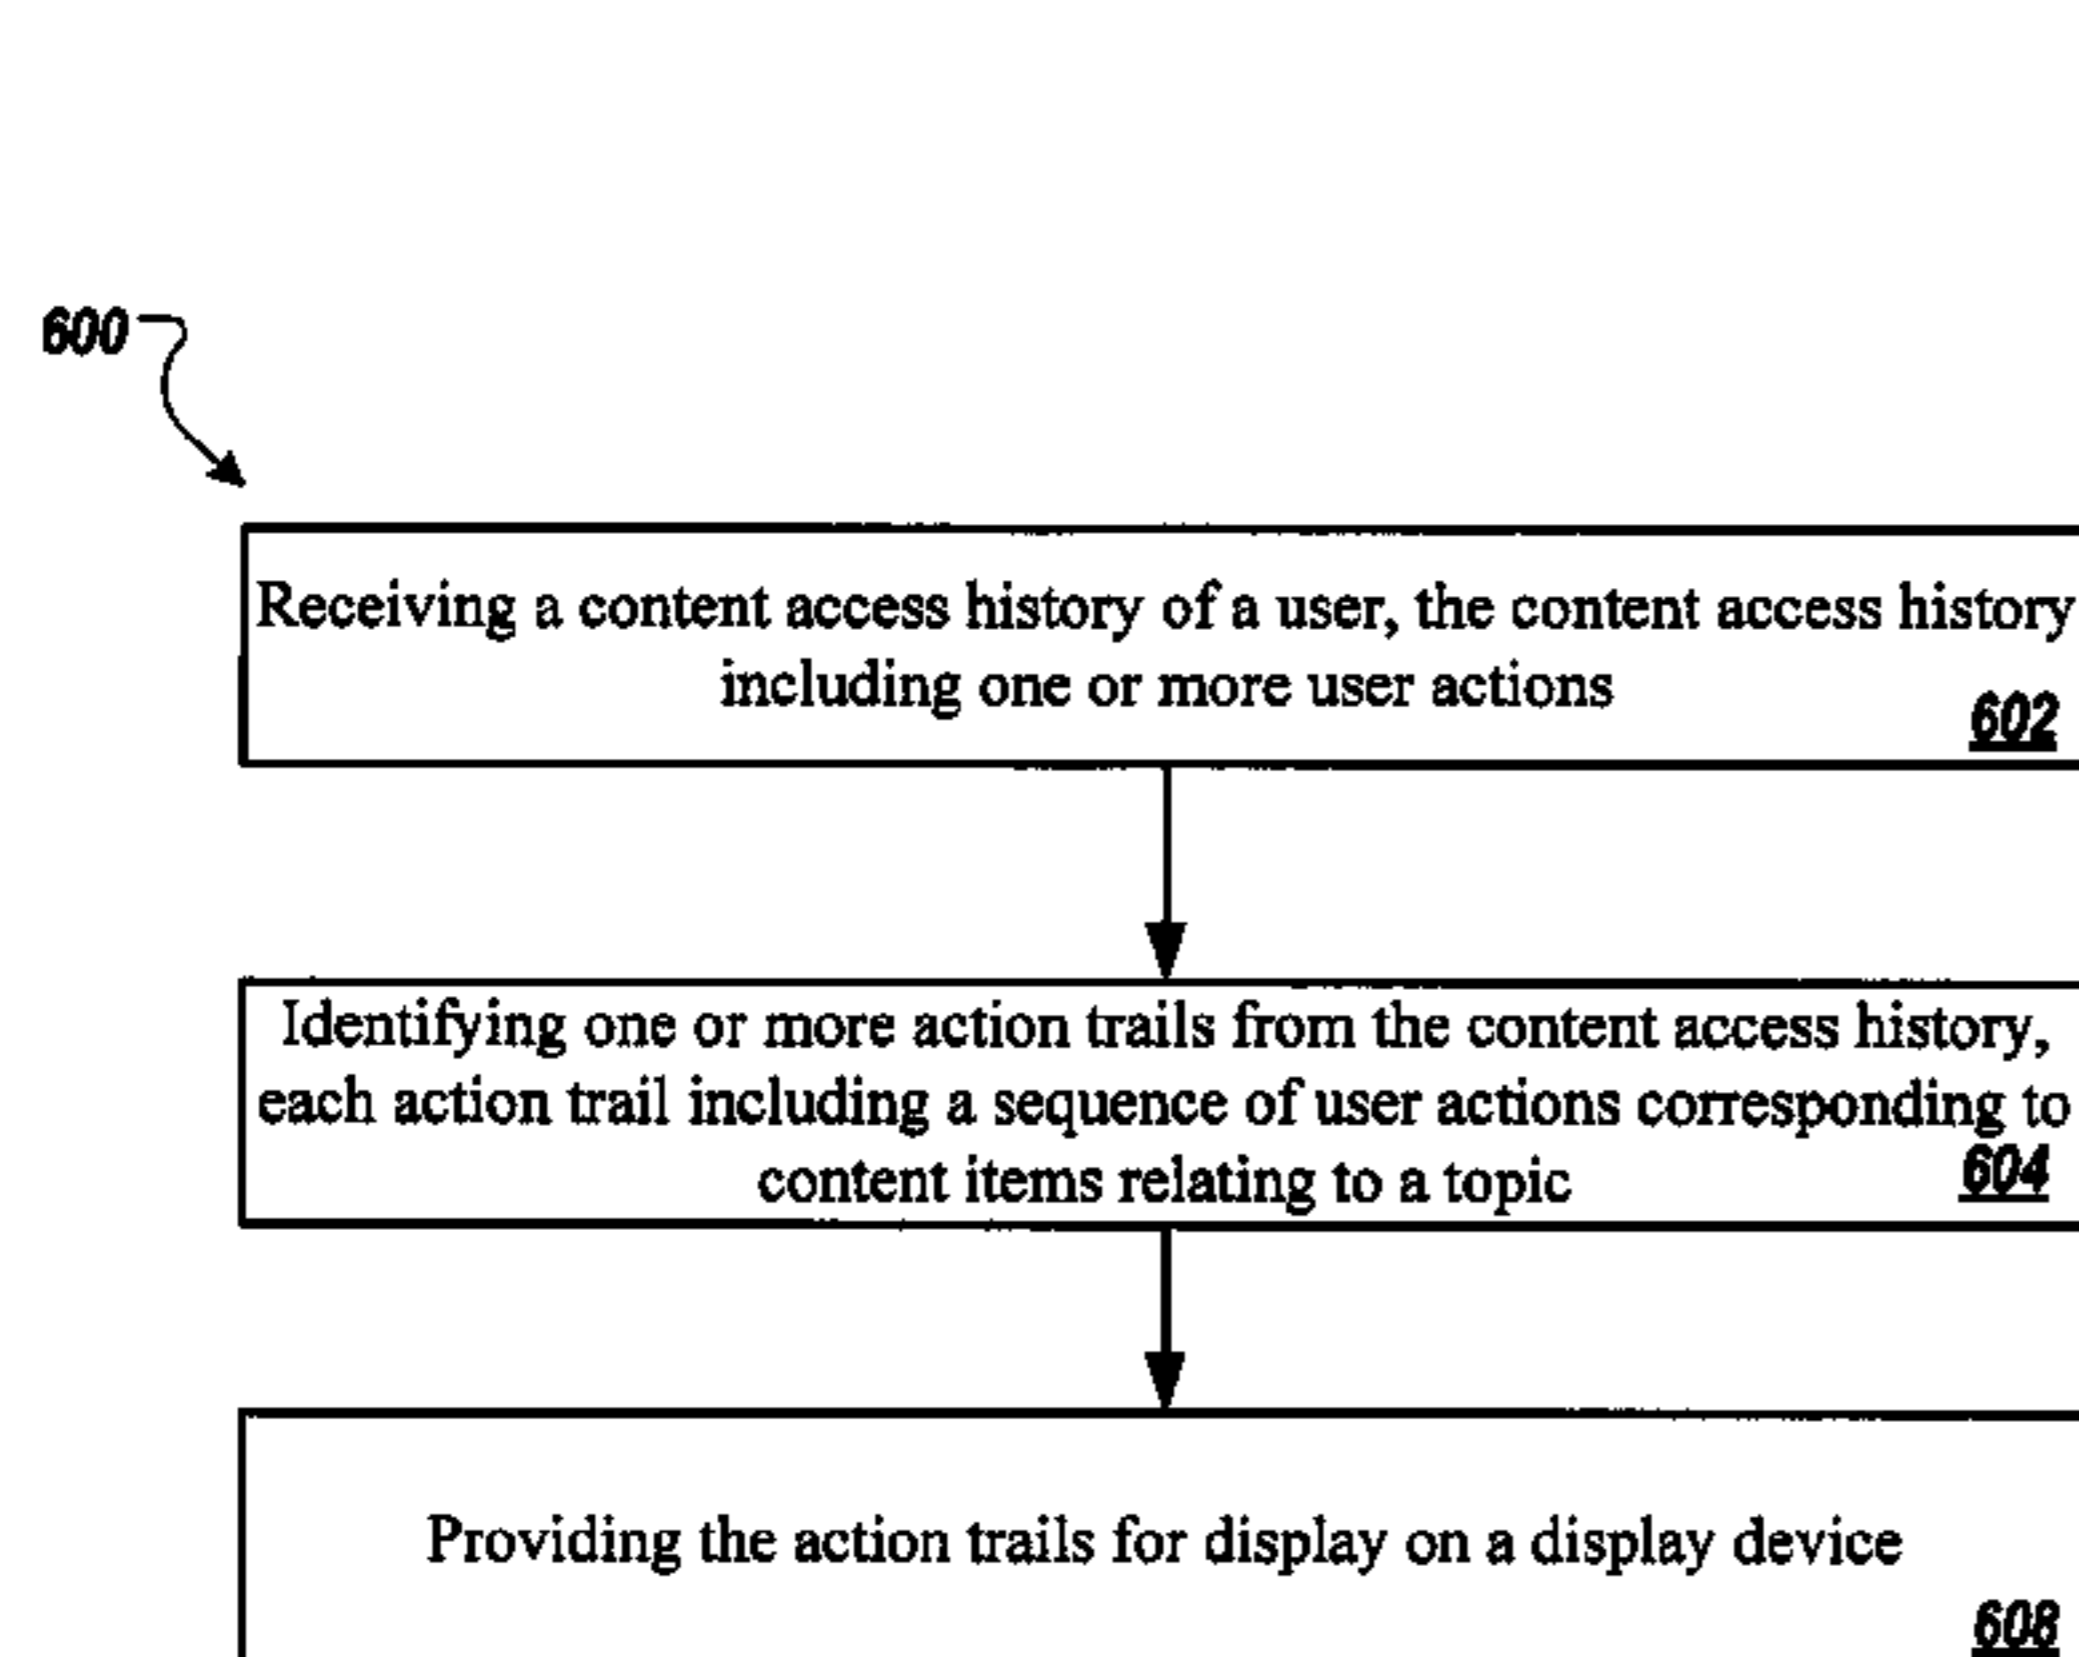 600
Receiving a content access history of a user, the content access history
including one or more user actions
602
Identifying one or more action trails from the content access history,
each action trail including a sequence of user actions corresponding to
content items relating to a topic
604
Providing the action trails for display on a display device
608